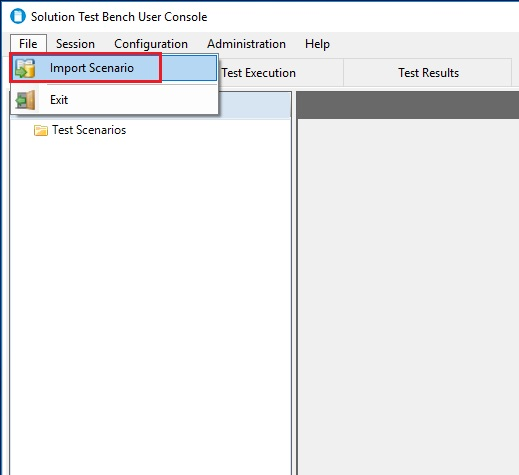 Solution Test Bench User Console
File Session Configuration Administration Help
Import Scenario
Test Execution Test Results
Exit
Test Scenarios